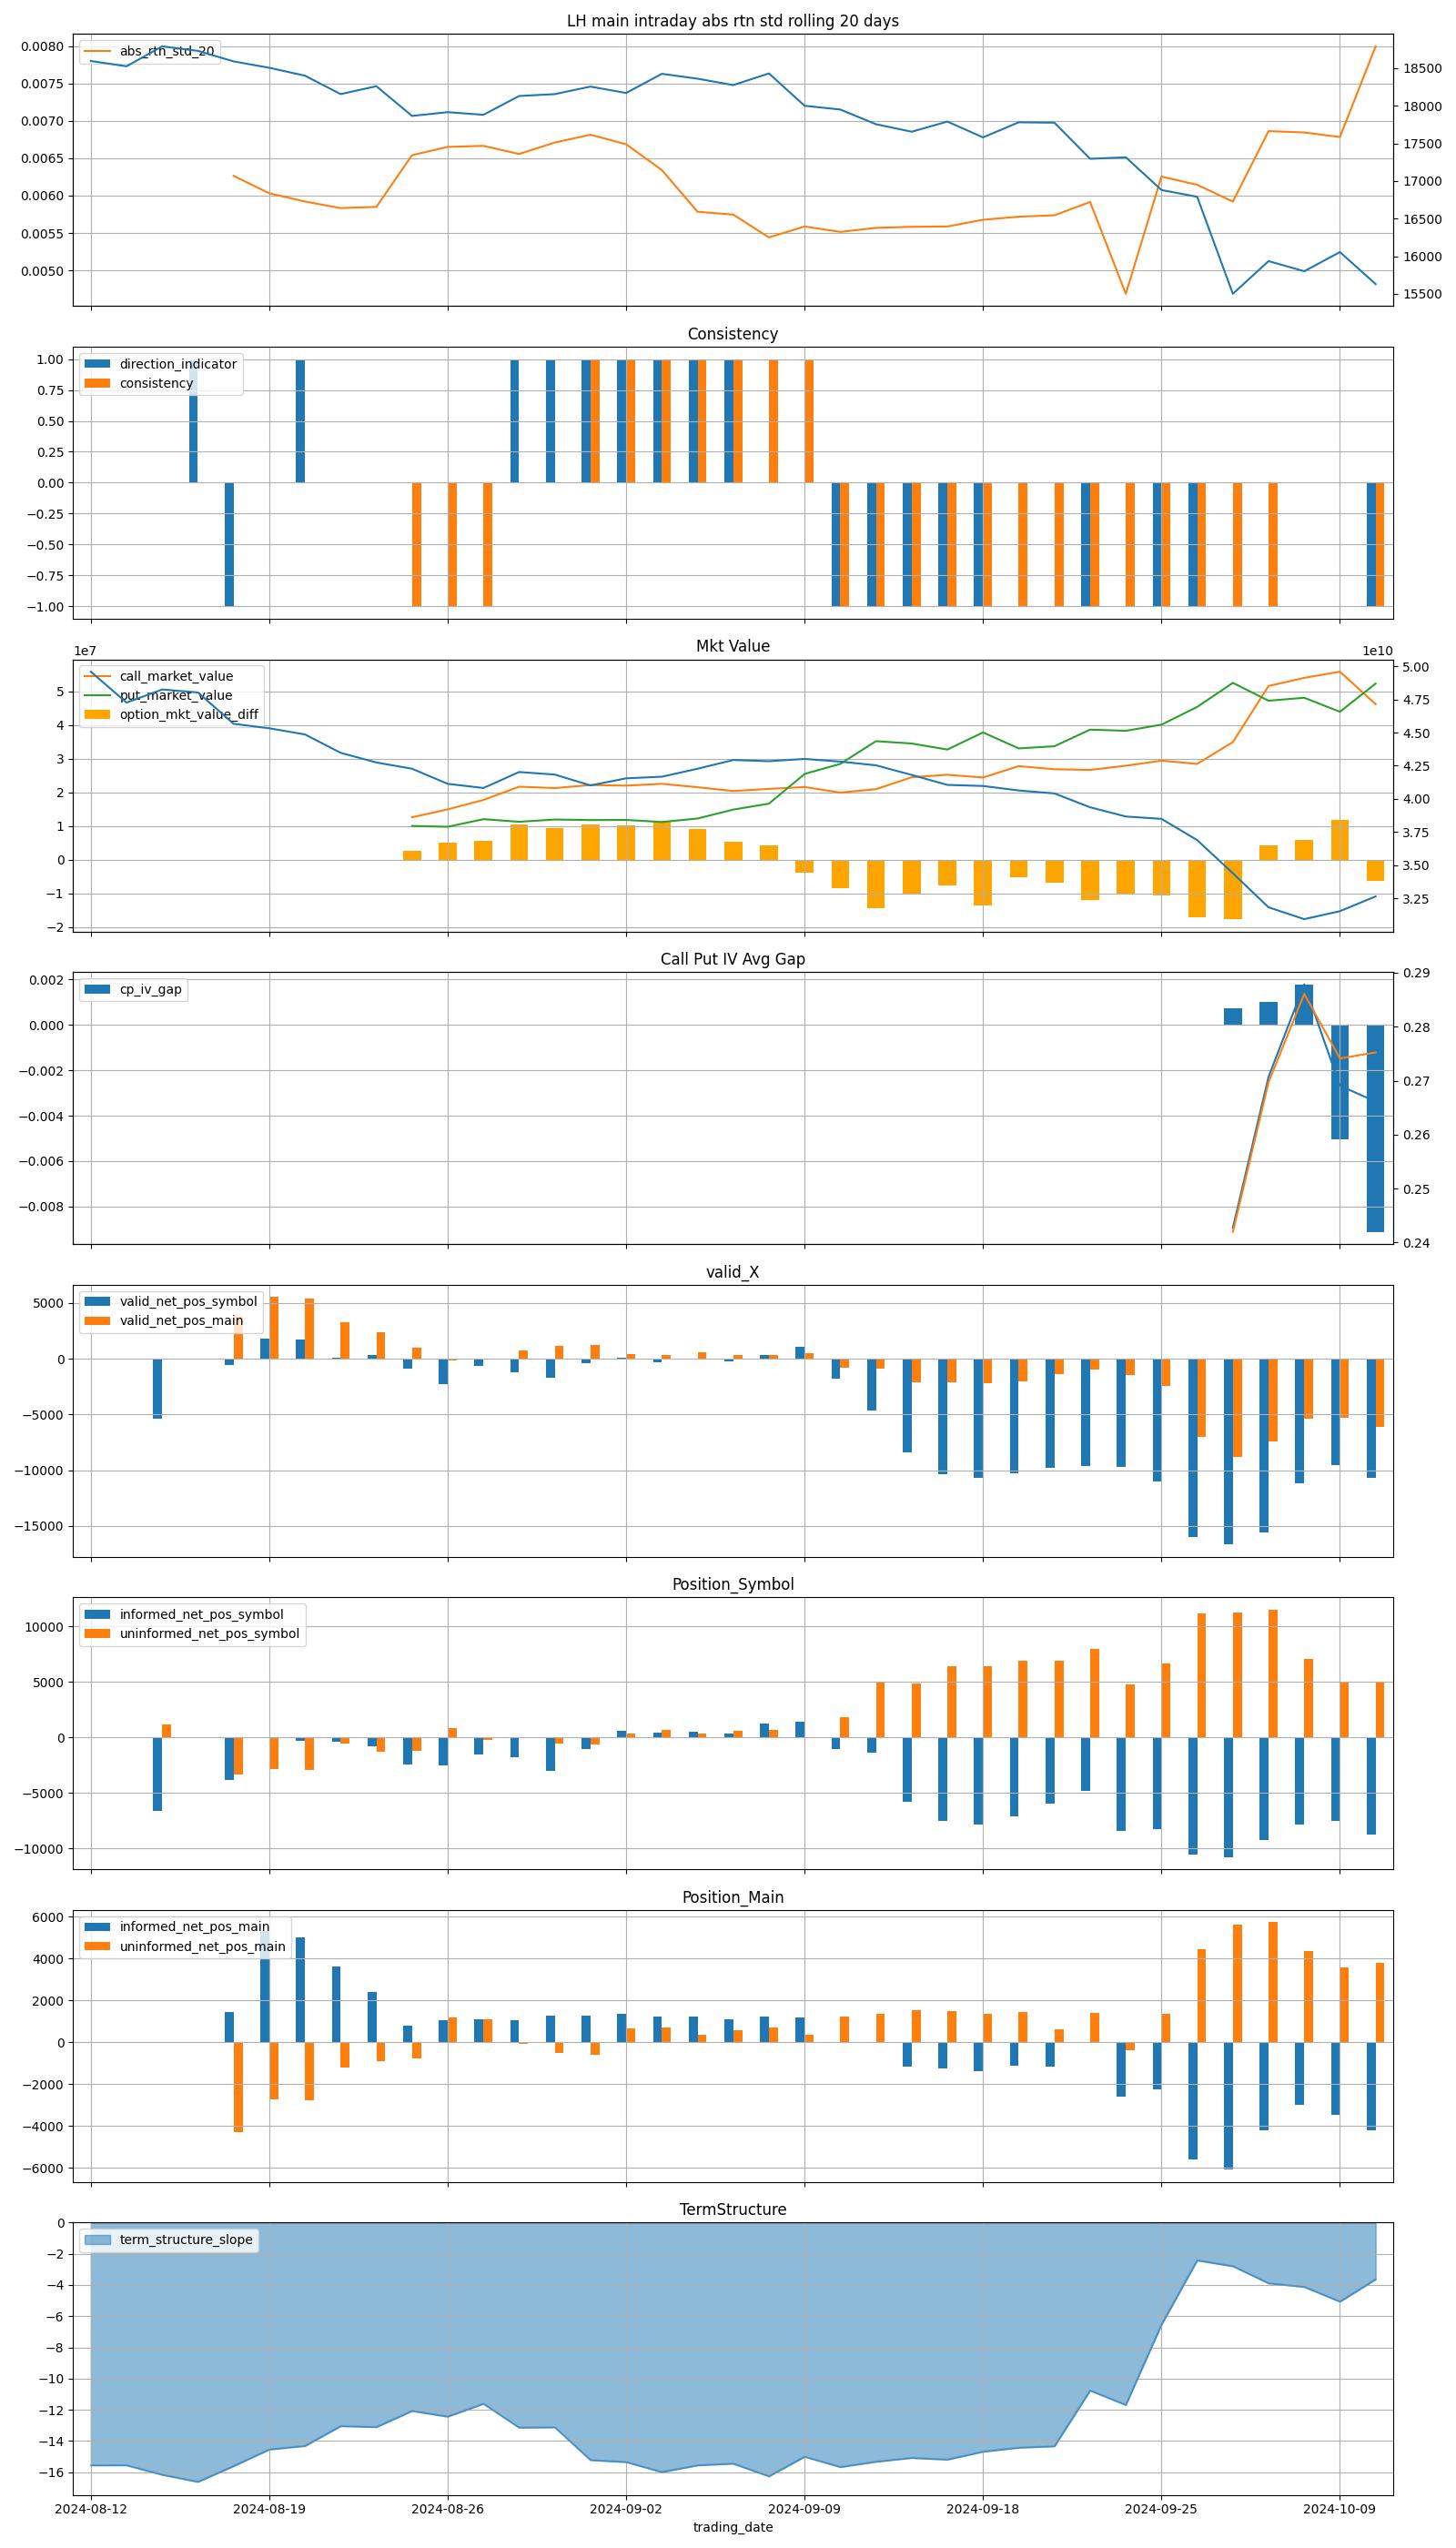 LH main intraday abs rtn std rolling 20 days
abs_rtn_std_20
0.0080
0.0075
0.0070
0.0065
0.0060
0.0055
0.0050
18500
18000
17500
17000
16500
16000
15500
Consistency
direction_indicator
consistency
1.00
0.75
0.50
0.25
0.00
−0.25
−0.50
−0.75
−1.00
Mkt Value
1e7
1e10
call_market_value
put_market_value
option_mkt_value_diff
5
4
3
2
1
0
−1
−2
5.00
4.75
4.50
4.25
4.00
3.75
3.50
3.25
Call Put IV Avg Gap
cp_iv_gap
0.002
0.000
−0.002
−0.004
−0.006
−0.008
0.29
0.28
0.27
0.26
0.25
0.24
valid_X
valid_net_pos_symbol
valid_net_pos_main
5000
0
−5000
−10000
−15000
Position_Symbol
informed_net_pos_symbol
uninformed_net_pos_symbol
10000
5000
0
−5000
−10000
Position_Main
informed_net_pos_main
uninformed_net_pos_main
6000
4000
2000
0
−2000
−4000
−6000
TermStructure
term_structure_slope
0
−2
−4
−6
−8
−10
−12
−14
−16
2024-08-12 2024-08-19 2024-08-26 2024-09-02 2024-09-09 2024-09-18 2024-09-25 2024-10-09
trading_date